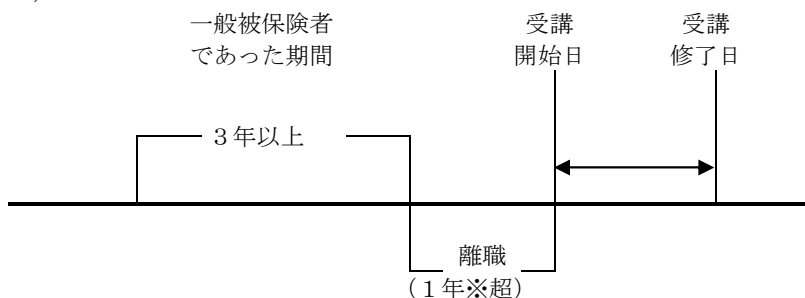 一般被保険者
であった期間
受講
開始日
受講
修了日
３年以上
離職
（１年※超）